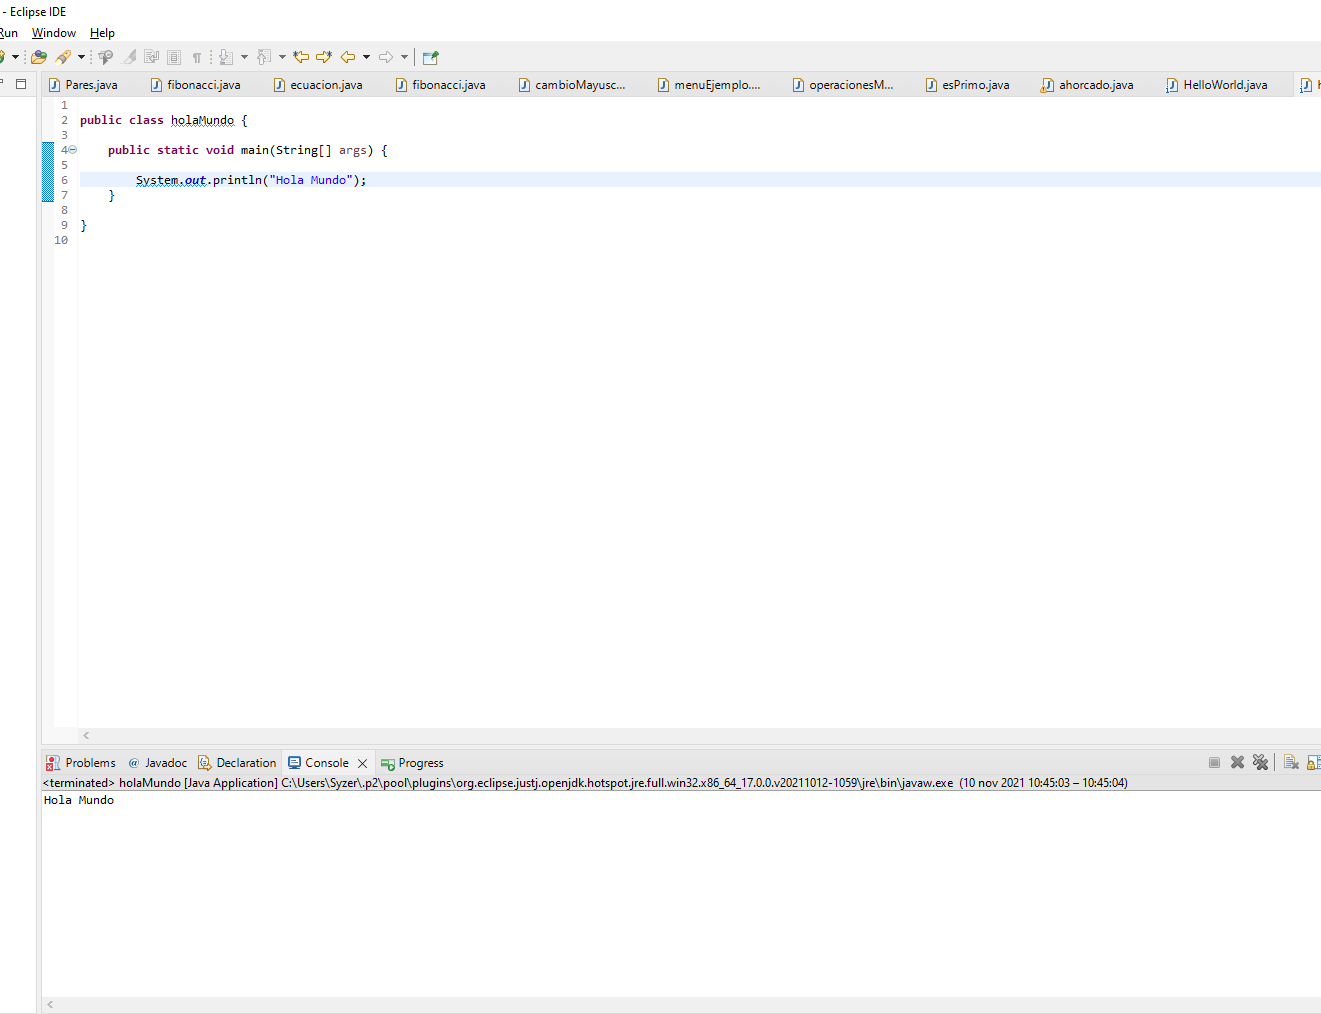 - Eclipse IDE
Run Window Help
Pares.java fibonacci.java ecuacion.java fibonacci.java cambioMayusc... menuEjemplo.... operacionesM... esPrimo.java ahorcado.java HelloWorld.java
1
2 public class holaMundo {
3
4 public static void main(String[] args) {
5
6 System.out.println("Hola Mundo");
7 }
8
9 }
10
Problems @ Javadoc Declaration Console Progress
<terminated> holaMundo [Java Application] C:\Users\Syzer\.p2\pool\plugins\org.eclipse.justj.openjdk.hotspot.jre.full.win32.x86_64_17.0.0.v20211012-1059\jre\bin\javaw.exe (10 nov 2021 10:45:03 – 10:45:04)
Hola Mundo